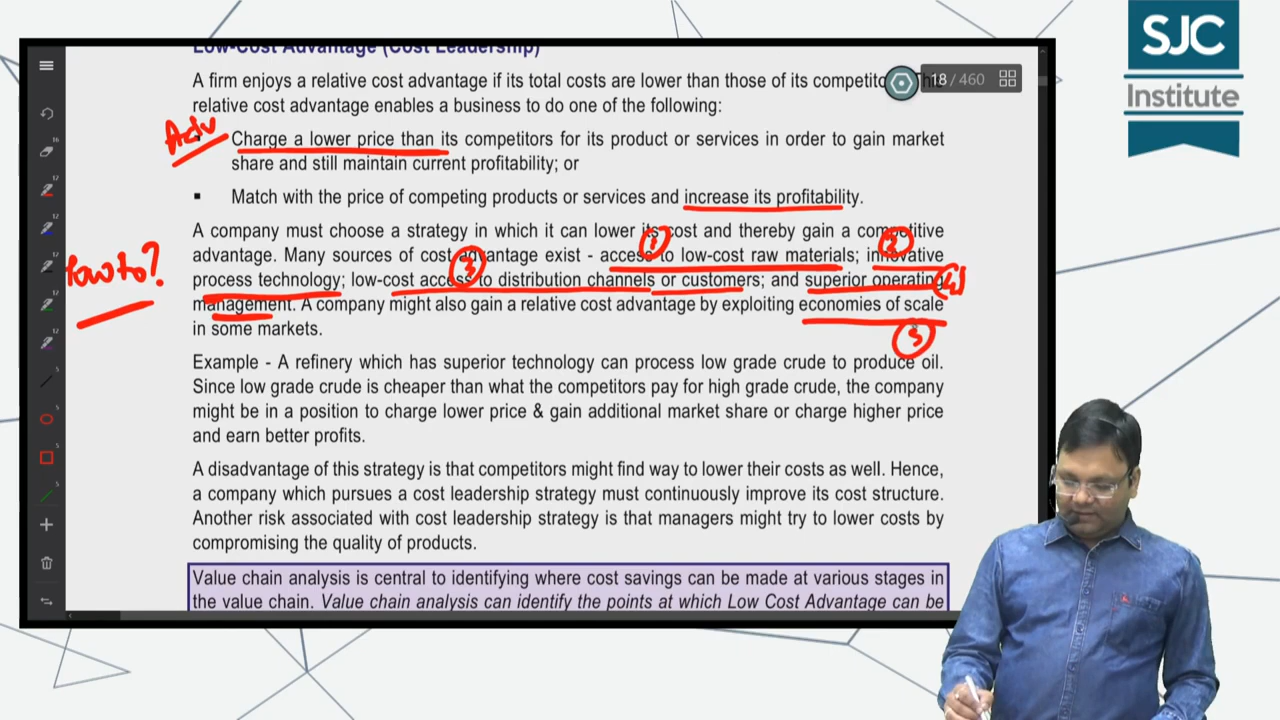 SJC
Institute
18 / 460
Low-Cost Advantage (Cost Leadership)
A firm enjoys a relative cost advantage if its total costs are lower than those of its competito
relative cost advantage enables a business to do one of the following:
Adv
Charge a lower price than its competitors for its product or services in order to gain market
share and still maintain current profitability; or
▪ Match with the price of competing products or services and increase its profitability.
A company must choose a strategy in which it can lower its cost and thereby gain a competitive
advantage. Many sources of cost advantage exist - access to low-cost raw materials; innovative
process technology; low-cost access to distribution channels or customers; and superior operating
management. A company might also gain a relative cost advantage by exploiting economies of scale
in some markets.
How to?
1
2
3
4
Example - A refinery which has superior technology can process low grade crude to produce oil.
Since low grade crude is cheaper than what the competitors pay for high grade crude, the company
might be in a position to charge lower price & gain additional market share or charge higher price
and earn better profits.
A disadvantage of this strategy is that competitors might find way to lower their costs as well. Hence,
a company which pursues a cost leadership strategy must continuously improve its cost structure.
Another risk associated with cost leadership strategy is that managers might try to lower costs by
compromising the quality of products.
Value chain analysis is central to identifying where cost savings can be made at various stages in
the value chain. Value chain analysis can identify the points at which Low Cost Advantage can be